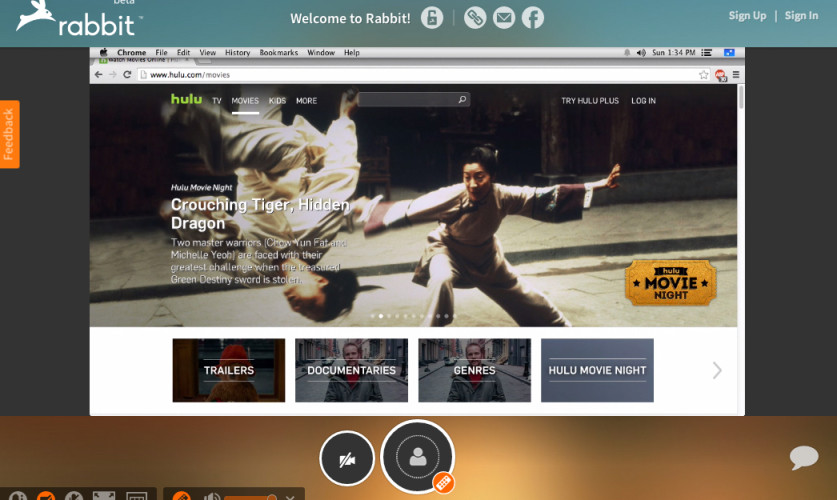 beta
rabbit
Welcome to Rabbit!
Sign Up | Sign In
Feedback
Chrome File Edit View History Bookmarks Window Help
Sun 1:34 PM
Watch Movies Online
www.hulu.com/movies
hulu TV MOVIES KIDS MORE
TRY HULU PLUS LOG IN
Hulu Movie Night
Crouching Tiger, Hidden
Dragon
Two master warriors (Chow Yun Fat and
Michelle Yeoh) are faced with their
greatest challenge when the treasured
Green Destiny sword is stolen.
hulu
MOVIE
NIGHT
TRAILERS
DOCUMENTARIES
GENRES
HULU MOVIE NIGHT